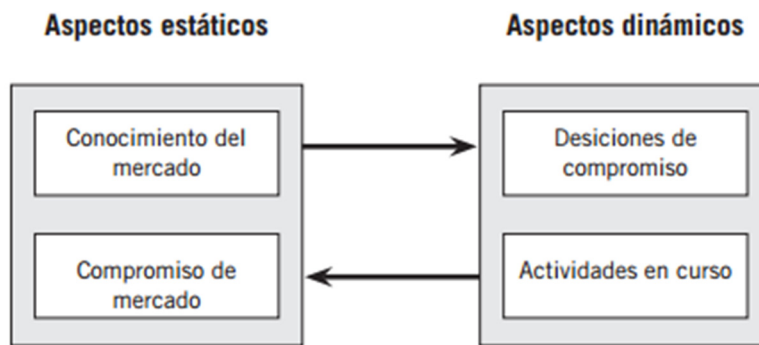 Aspectos estáticos
Aspectos dinámicos
Conocimiento del
mercado
Desiciones de
compromiso
Compromiso de
mercado
Actividades en curso